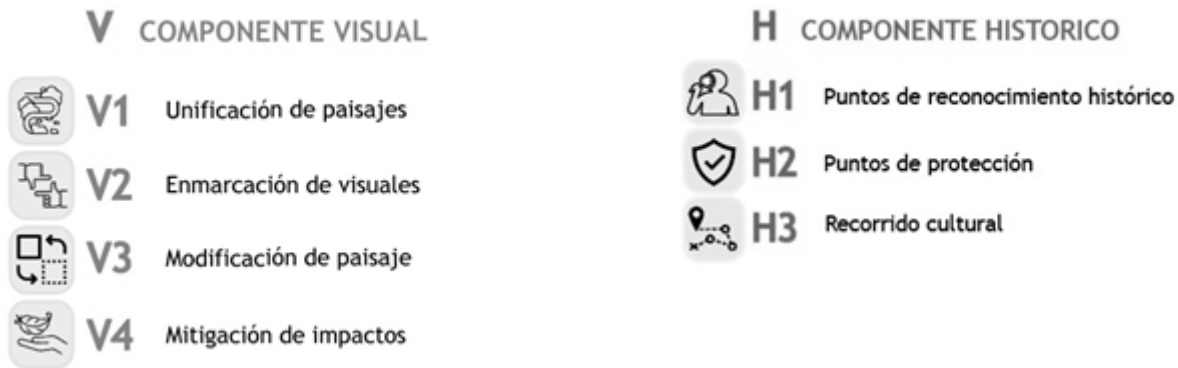 V COMPONENTE VISUAL
V1 Unificación de paisajes
V2 Enmarcación de visuales
V3 Modificación de paisaje
V4 Mitigación de impactos
H COMPONENTE HISTORICO
H1 Puntos de reconocimiento histórico
H2 Puntos de protección
H3 Recorrido cultural